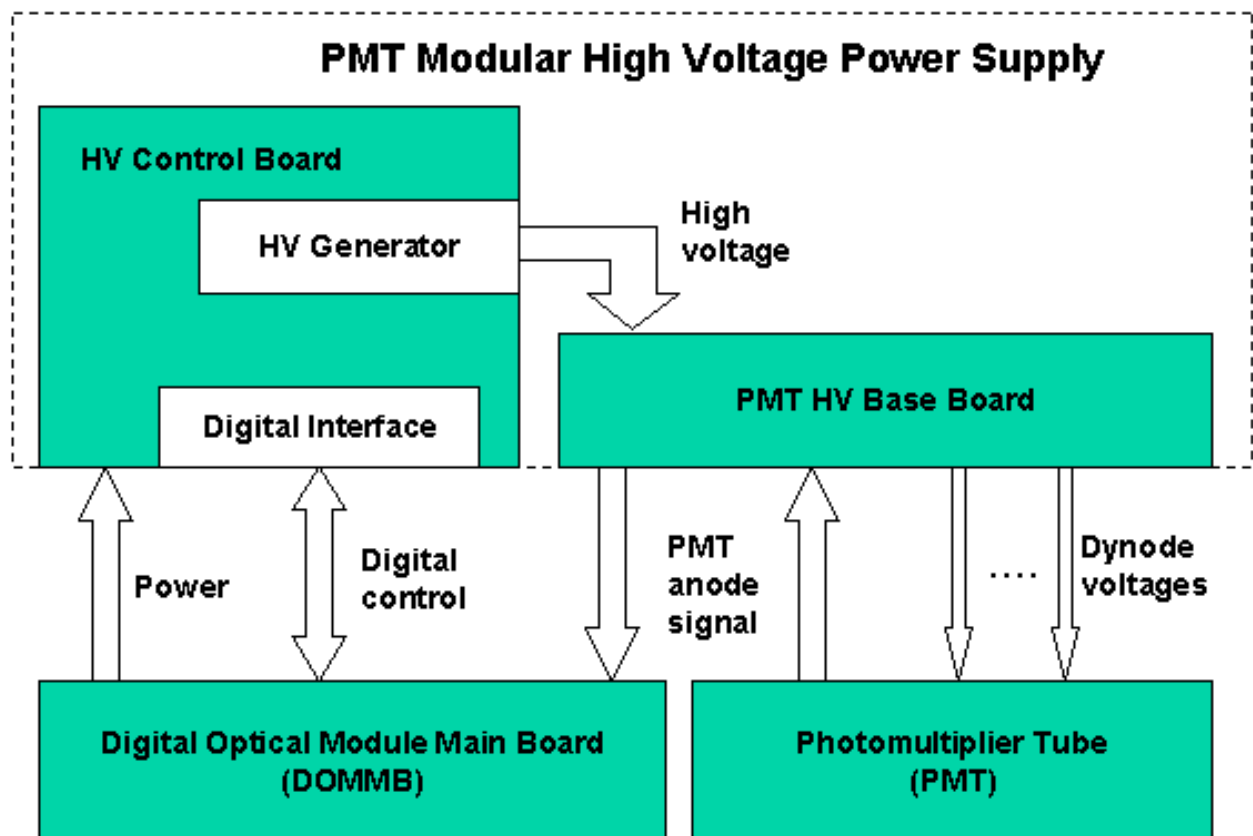 PMT Modular High Voltage Power Supply
HV Control Board
HV Generator
High
voltage
PMT HV Base Board
Digital Interface
Power
Digital
control
PMT
anode
signal
....
Dynode
voltages
Digital Optical Module Main Board
(DOMMB)
Photomultiplier Tube
(PMT)